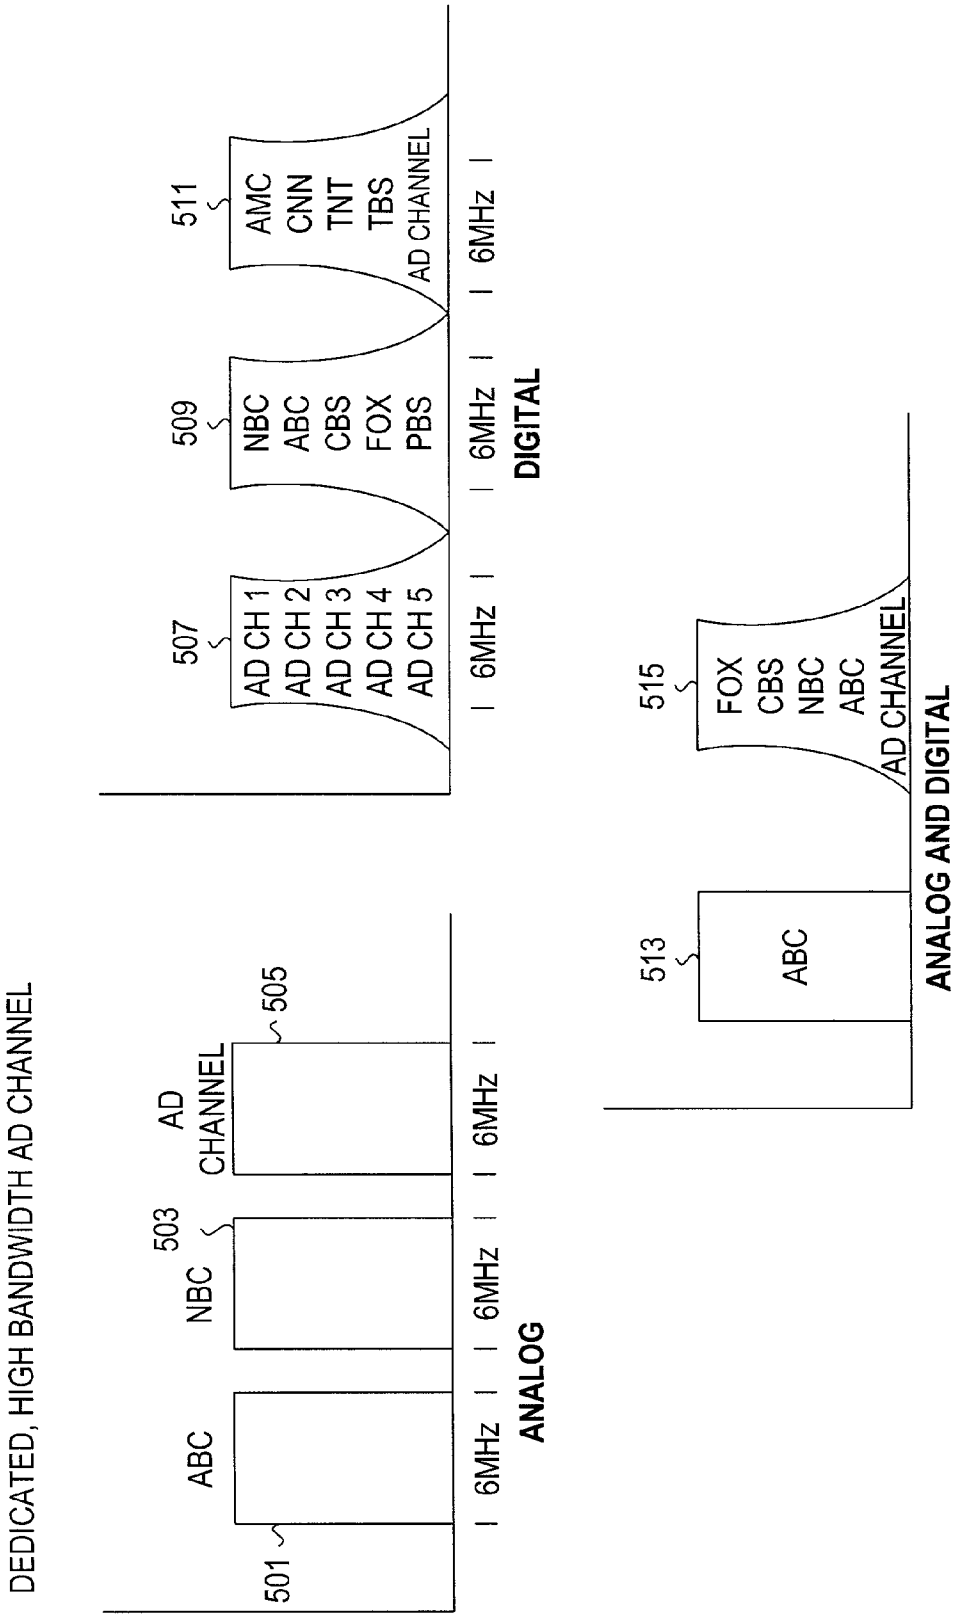 DEDICATED, HIGH BANDWIDTH AD CHANNEL
501
ABC
503
NBC
AD
CHANNEL
505
6MHz
6MHz
6MHz
ANALOG
507
AD CH 1
AD CH 2
AD CH 3
AD CH 4
AD CH 5
509
NBC
ABC
CBS
FOX
PBS
511
AMC
CNN
TNT
TBS
AD CHANNEL
6MHz
6MHz
6MHz
DIGITAL
513
ABC
515
FOX
CBS
NBC
ABC
AD CHANNEL
ANALOG AND DIGITAL